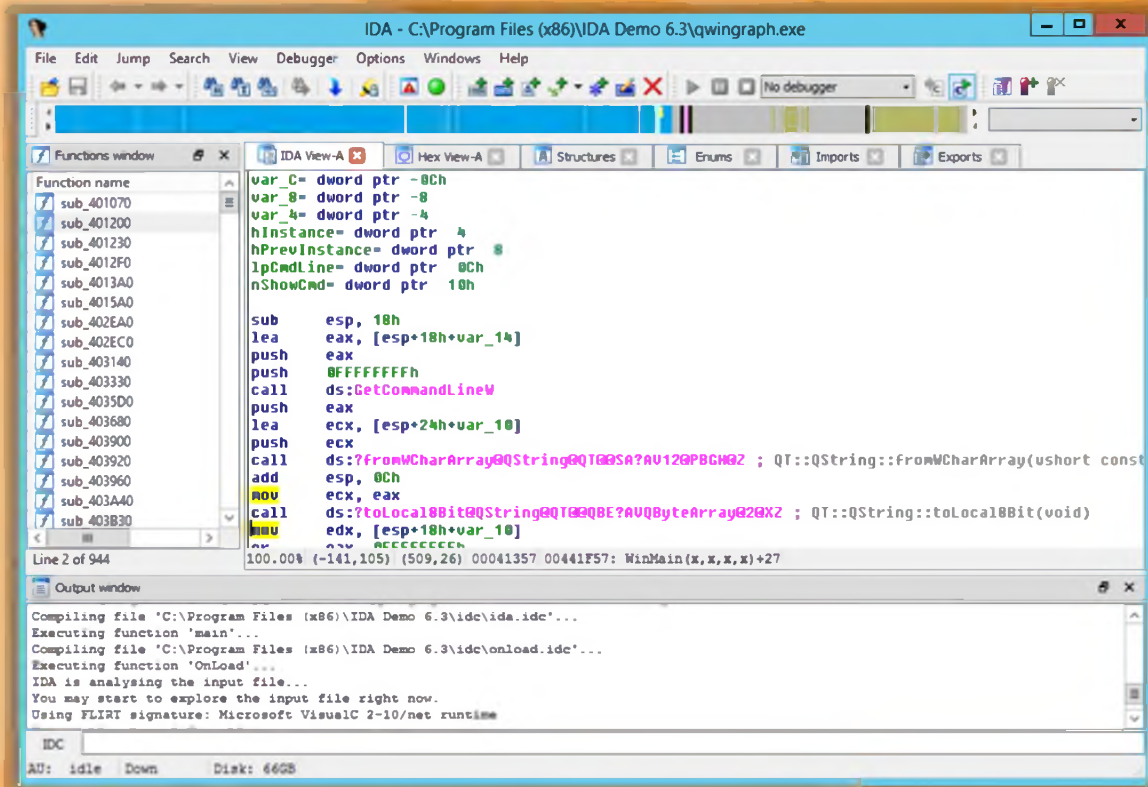 IDA - C:\Program Files (x86)\IDA Demo 6.3\qwingraph.exe
File Edit Jump Search View Debugger Options Windows Help
No debugger
Functions window
IDA View-A Hex View-A Structures Enums Imports Exports
Function name
sub_401070
sub_401200
sub_401230
sub_4012F0
sub_4013A0
sub_4015A0
sub_402EA0
sub_402EC0
sub_403140
sub_403330
sub_4035D0
sub_403680
sub_403900
sub_403920
sub_403960
sub_403A40
sub_403B30
Line 2 of 944
var_C= dword ptr -0Ch
var_8= dword ptr -8
var_4= dword ptr -4
hInstance= dword ptr 4
hPrevInstance= dword ptr 8
lpCmdLine= dword ptr 0Ch
nShowCmd= dword ptr 10h
sub esp, 18h
lea eax, [esp+18h+var_14]
push eax
push 0FFFFFFFFh
call ds:GetCommandLineW
push eax
lea ecx, [esp+24h+var_10]
push ecx
call ds:?fromWCharArray@QString@QT@@SA?AV12@PBGH@Z ; QT::QString::fromWCharArray(ushort const
add esp, 0Ch
mov ecx, eax
call ds:?toLocal8Bit@QString@QT@@QBE?AVQByteArray@2@XZ ; QT::QString::toLocal8Bit(void)
mov edx, [esp+18h+var_10]
100.00% (-141,105) (509,26) 00041357 00441F57: WinMain(x,x,x,x)+27
Output window
Compiling file 'C:\Program Files (x86)\IDA Demo 6.3\idc\ida.idc'...
Executing function 'main'...
Compiling file 'C:\Program Files (x86)\IDA Demo 6.3\idc\onload.idc'...
Executing function 'OnLoad'...
IDA is analysing the input file...
You may start to explore the input file right now.
Using FLIRT signature: Microsoft VisualC 2-10/net runtime
IDC
AU: idle Down Disk: 66GB